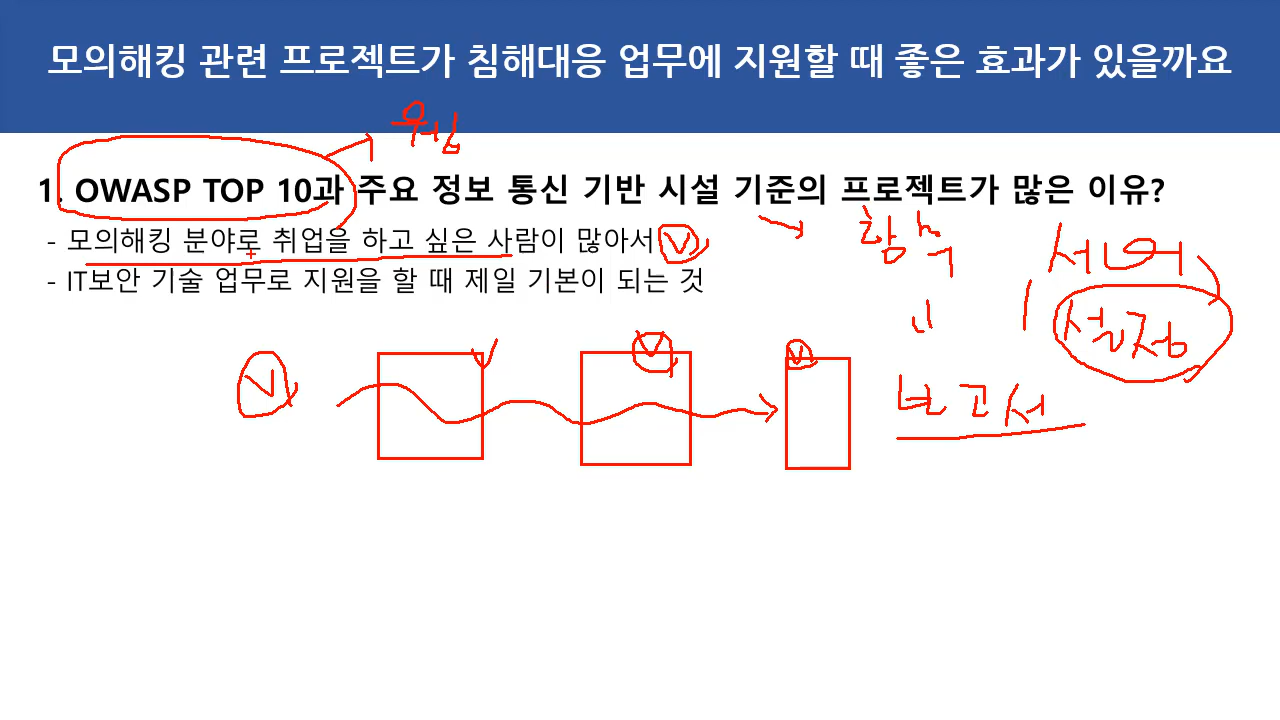 모의해킹 관련 프로젝트가 침해대응 업무에 지원할 때 좋은 효과가 있을까요
1. OWASP TOP 10과 주요 정보 통신 기반 시설 기준의 프로젝트가 많은 이유?
- 모의해킹 분야로 취업을 하고 싶은 사람이 많아서 V
- IT보안 기술 업무로 지원을 할 때 제일 기본이 되는 것
항목
설정
V V V V
보고서